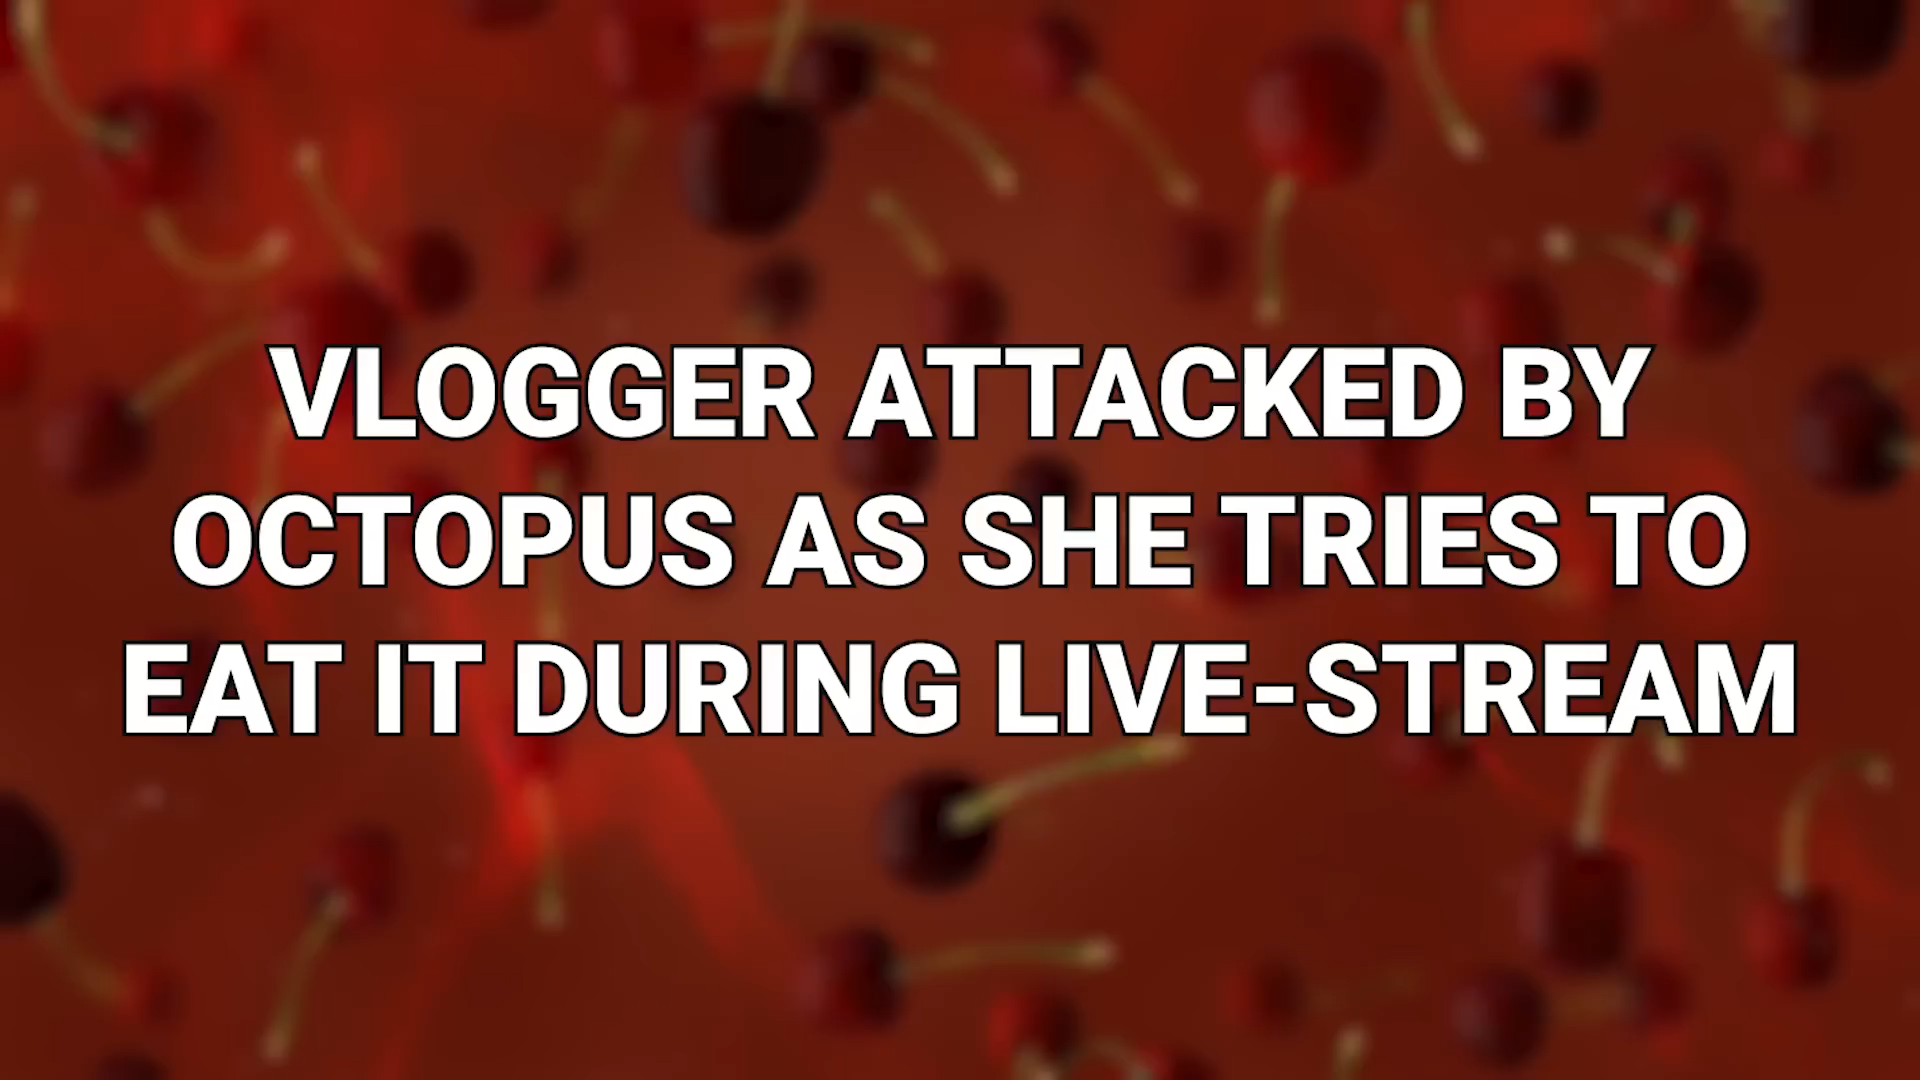 VLOGGER ATTACKED BY
OCTOPUS AS SHE TRIES TO
EAT IT DURING LIVE-STREAM